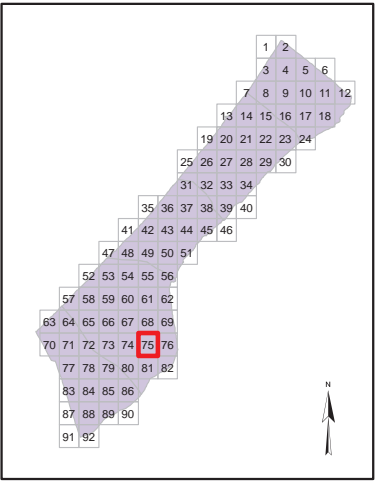 1 2
3 4 5 6
7 8 9 10 11 12
13 14 15 16 17 18
19 20 21 22 23 24
25 26 27 28 29 30
31 32 33 34
35 36 37 38 39 40
41 42 43 44 45 46
47 48 49 50 51
52 53 54 55 56
57 58 59 60 61 62
63 64 65 66 67 68 69
70 71 72 73 74 75 76
77 78 79 80 81 82
83 84 85 86
87 88 89 90
91 92
N